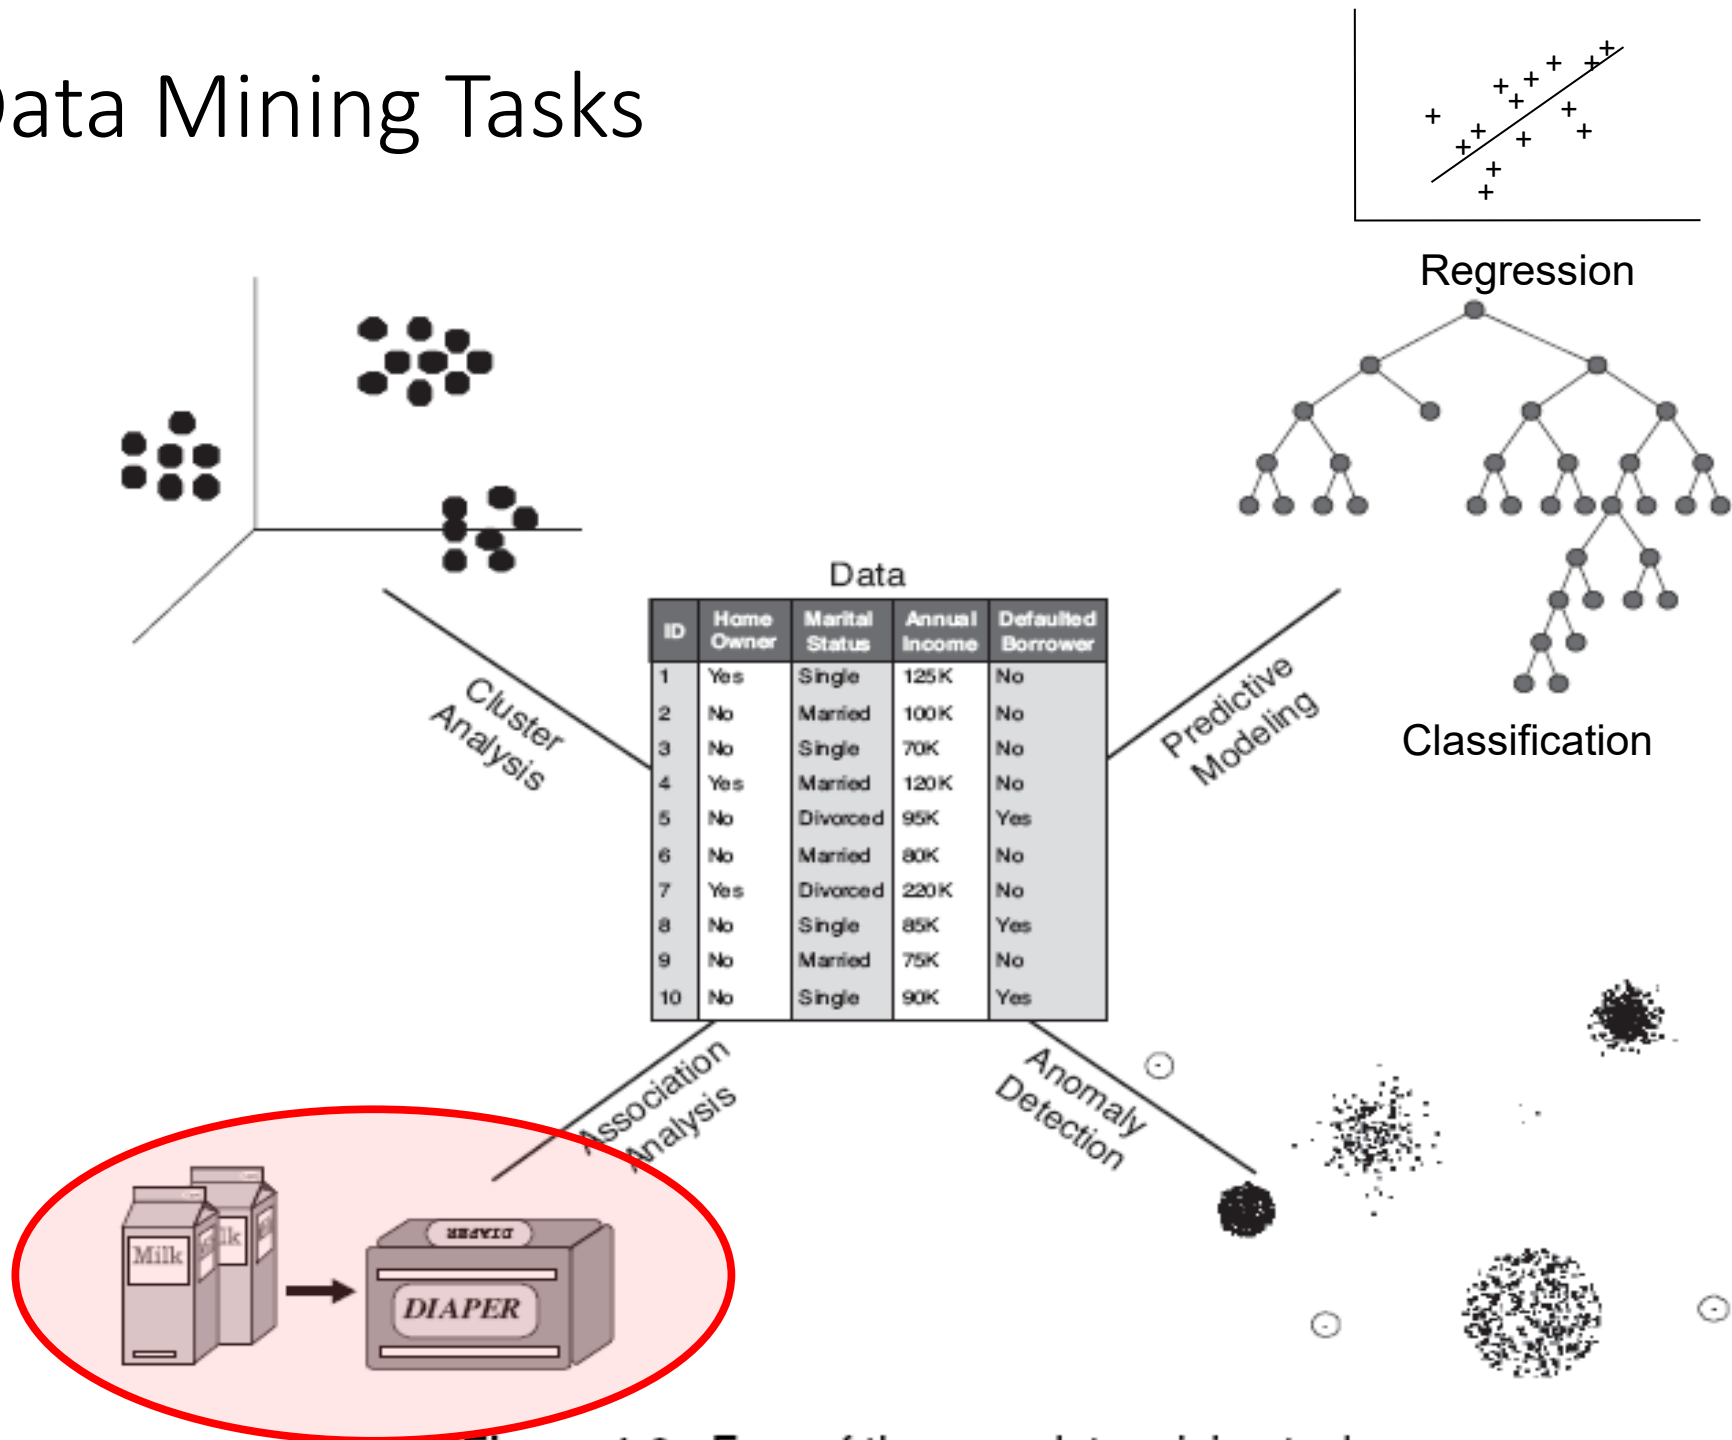 Data Mining Tasks
Regression
Classification
Cluster
Analysis
Predictive
Modeling
Data
ID Home Owner Marital Status Annual Income Defaulted Borrower
1 Yes Single 125K No
2 No Married 100K No
3 No Single 70K No
4 Yes Married 120K No
5 No Divorced 95K Yes
6 No Married 80K No
7 Yes Divorced 220K No
8 No Single 85K Yes
9 No Married 75K No
10 No Single 90K Yes
Association
Analysis
Anomaly
Detection
Milk
lk
DIAPER
DIAPER